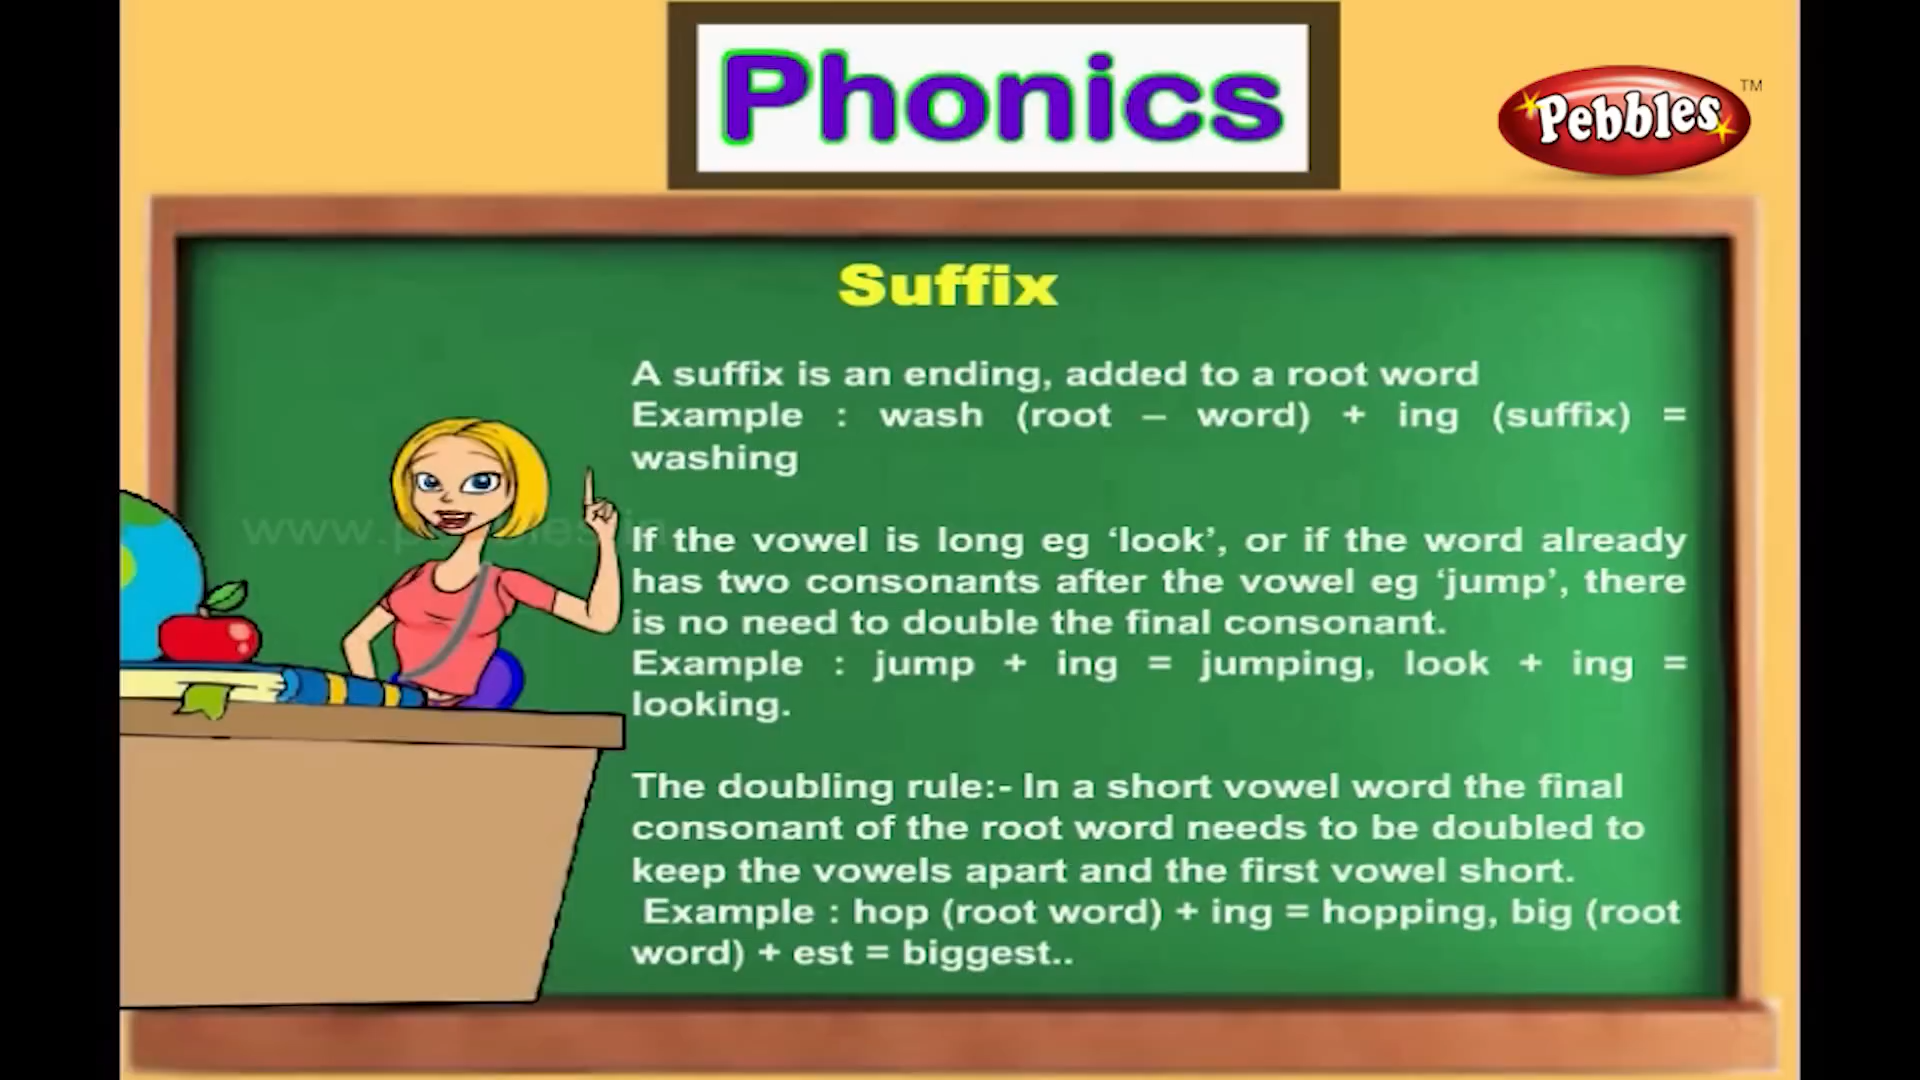 Phonics
Pebbles™
Suffix
A suffix is an ending, added to a root word
Example : wash (root – word) + ing (suffix) =
washing
If the vowel is long eg ‘look’, or if the word already
has two consonants after the vowel eg ‘jump’, there
is no need to double the final consonant.
Example : jump + ing = jumping, look + ing =
looking.
The doubling rule:- In a short vowel word the final
consonant of the root word needs to be doubled to
keep the vowels apart and the first vowel short.
Example : hop (root word) + ing = hopping, big (root
word) + est = biggest..